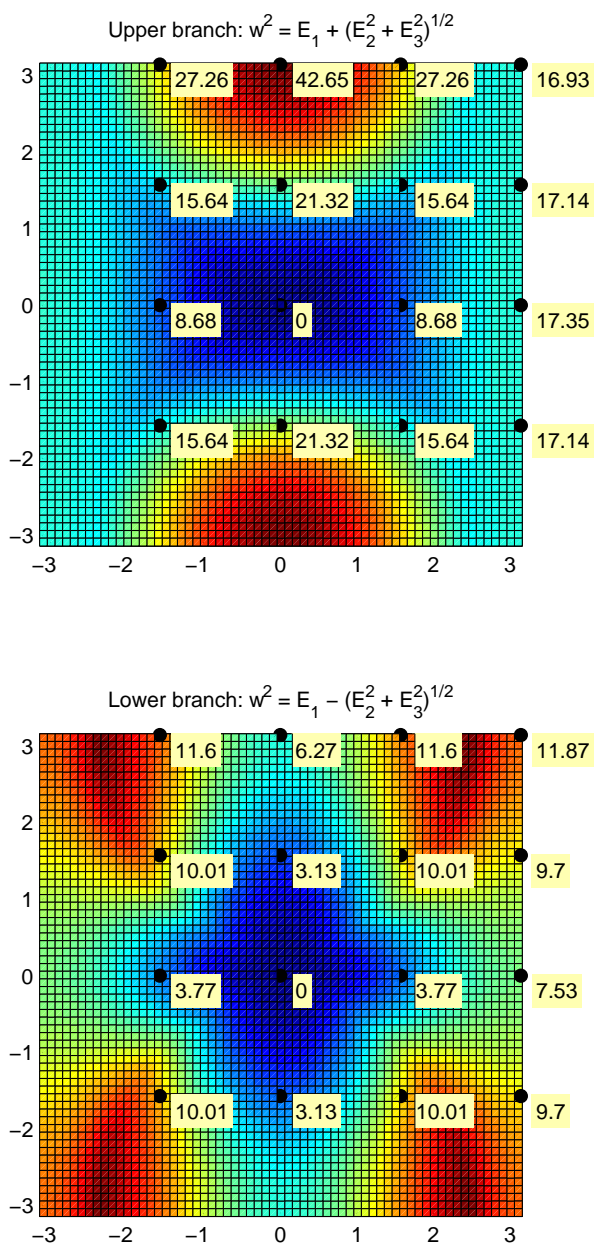 Upper branch: w² = E₁ + (E₂² + E₃²)^1/2
3 27.26 42.65 27.26 16.93
2
15.64 21.32 15.64 17.14
1
0 8.68 0 8.68 17.35
−1
15.64 21.32 15.64 17.14
−2
−3
−3 −2 −1 0 1 2 3
Lower branch: w² = E₁ − (E₂² + E₃²)^1/2
3 11.6 6.27 11.6 11.87
2
10.01 3.13 10.01 9.7
1
0 3.77 0 3.77 7.53
−1
10.01 3.13 10.01 9.7
−2
−3
−3 −2 −1 0 1 2 3